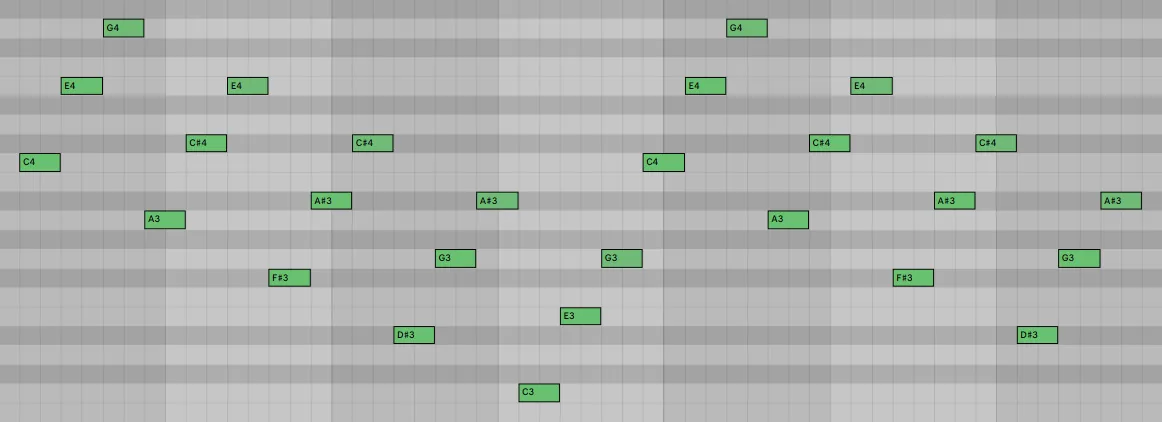 G4 G4
E4 E4 E4 E4
C♯4 C♯4 C♯4 C♯4
C4 C4
A♯3 A♯3 A♯3 A♯3
A3 A3
G3 G3 G3
F♯3 F♯3
E3
D♯3 D♯3
C3